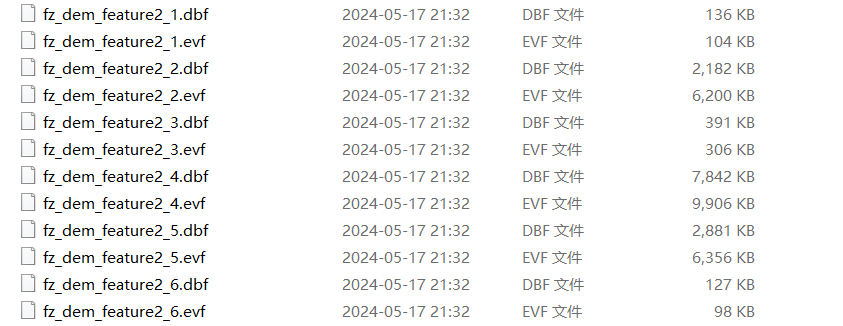 fz_dem_feature2_1.dbf 2024-05-17 21:32 DBF 文件 136 KB
fz_dem_feature2_1.evf 2024-05-17 21:32 EVF 文件 104 KB
fz_dem_feature2_2.dbf 2024-05-17 21:32 DBF 文件 2,182 KB
fz_dem_feature2_2.evf 2024-05-17 21:32 EVF 文件 6,200 KB
fz_dem_feature2_3.dbf 2024-05-17 21:32 DBF 文件 391 KB
fz_dem_feature2_3.evf 2024-05-17 21:32 EVF 文件 306 KB
fz_dem_feature2_4.dbf 2024-05-17 21:32 DBF 文件 7,842 KB
fz_dem_feature2_4.evf 2024-05-17 21:32 EVF 文件 9,906 KB
fz_dem_feature2_5.dbf 2024-05-17 21:32 DBF 文件 2,881 KB
fz_dem_feature2_5.evf 2024-05-17 21:32 EVF 文件 6,356 KB
fz_dem_feature2_6.dbf 2024-05-17 21:32 DBF 文件 127 KB
fz_dem_feature2_6.evf 2024-05-17 21:32 EVF 文件 98 KB